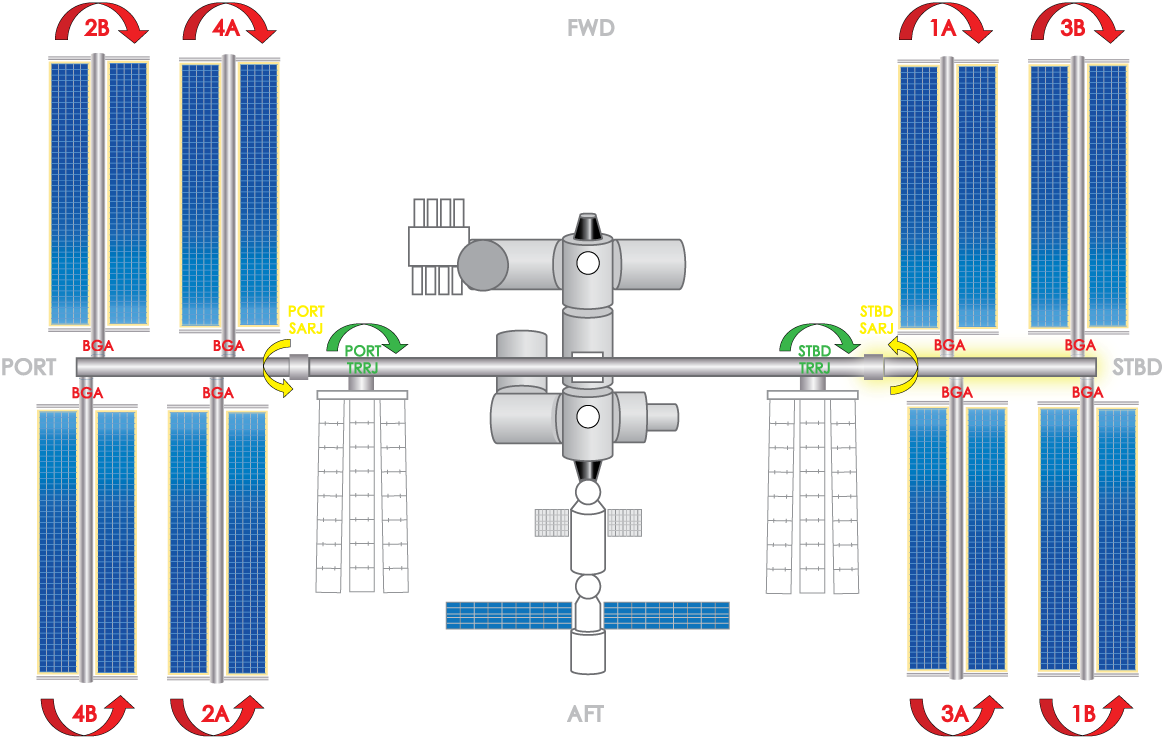 2B
4A
FWD
1A
3B
PORT
SARJ
STBD
SARJ
BGA
BGA
PORT
TRRJ
STBD
TRRJ
BGA
BGA
PORT
STBD
BGA
BGA
BGA
BGA
4B
2A
AFT
3A
1B